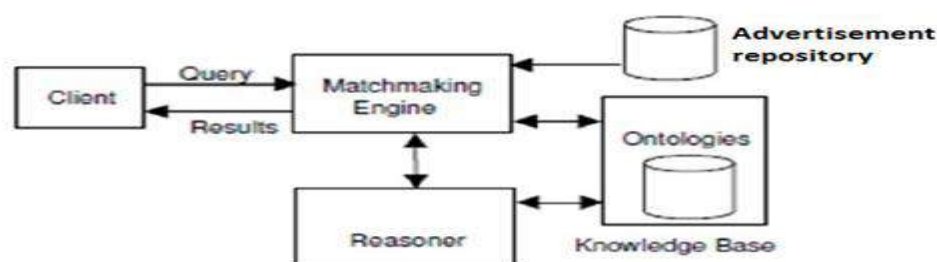 Advertisement
repository
Query
Client
Matchmaking
Engine
Results
Ontologies
Reasoner
Knowledge Base